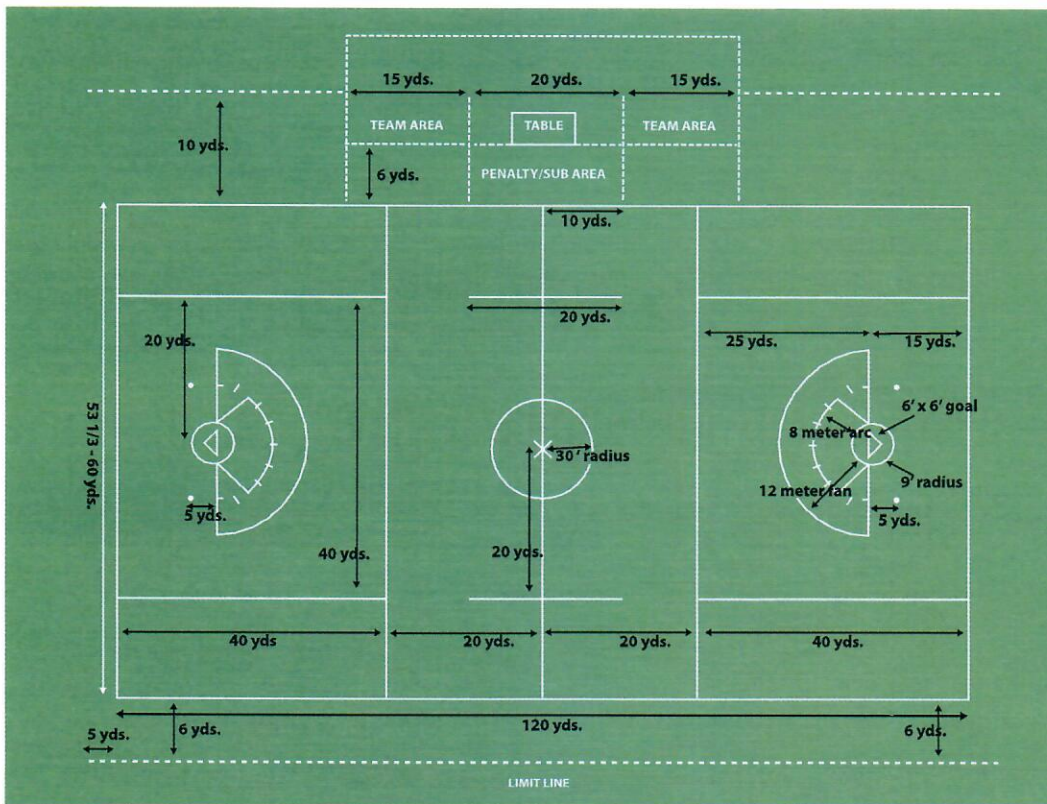 15 yds.
20 yds.
15 yds.
TEAM AREA
TABLE
TEAM AREA
10 yds.
6 yds.
PENALTY/SUB AREA
10 yds.
20 yds.
20 yds.
25 yds.
15 yds.
53 1/3 - 60 yds.
6' x 6' goal
8 meter arc
30' radius
12 meter fan
9' radius
5 yds.
5 yds.
40 yds.
20 yds.
40 yds
20 yds.
20 yds.
40 yds.
5 yds.
6 yds.
120 yds.
6 yds.
LIMIT LINE